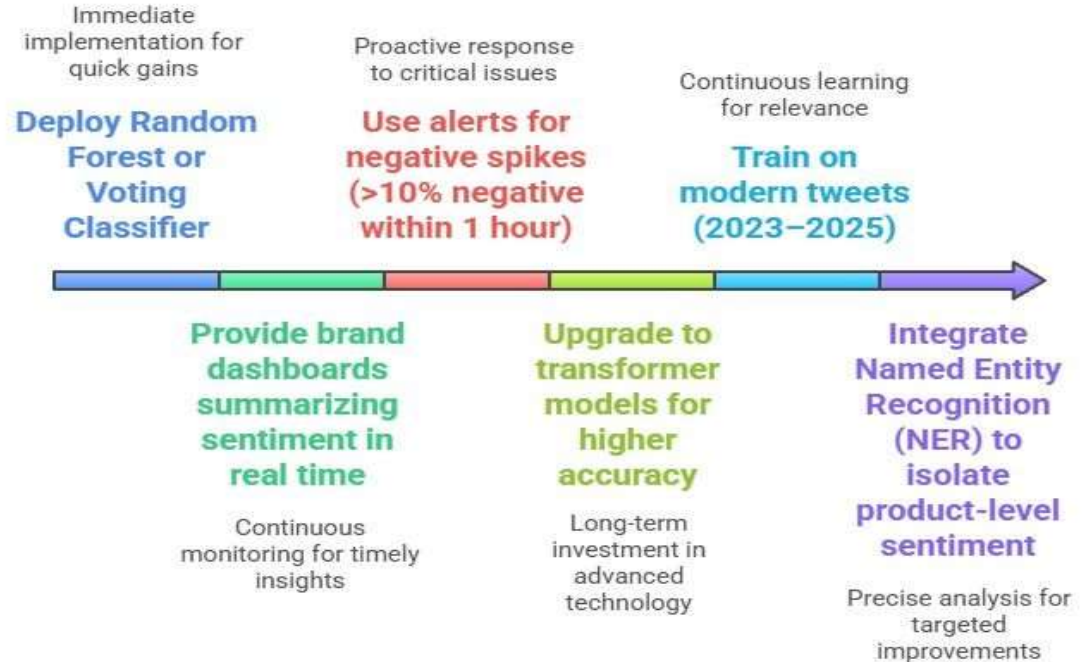 Immediate
implementation for
quick gains
Deploy Random
Forest or
Voting
Classifier
Provide brand
dashboards
summarizing
sentiment in
real time
Continuous
monitoring for timely
insights
Proactive response
to critical issues
Use alerts for
negative spikes
(>10% negative
within 1 hour)
Upgrade to
transformer
models for
higher
accuracy
Long-term
investment in
advanced
technology
Continuous learning
for relevance
Train on
modern tweets
(2023–2025)
Integrate
Named Entity
Recognition
(NER) to
isolate
product-level
sentiment
Precise analysis for
targeted
improvements